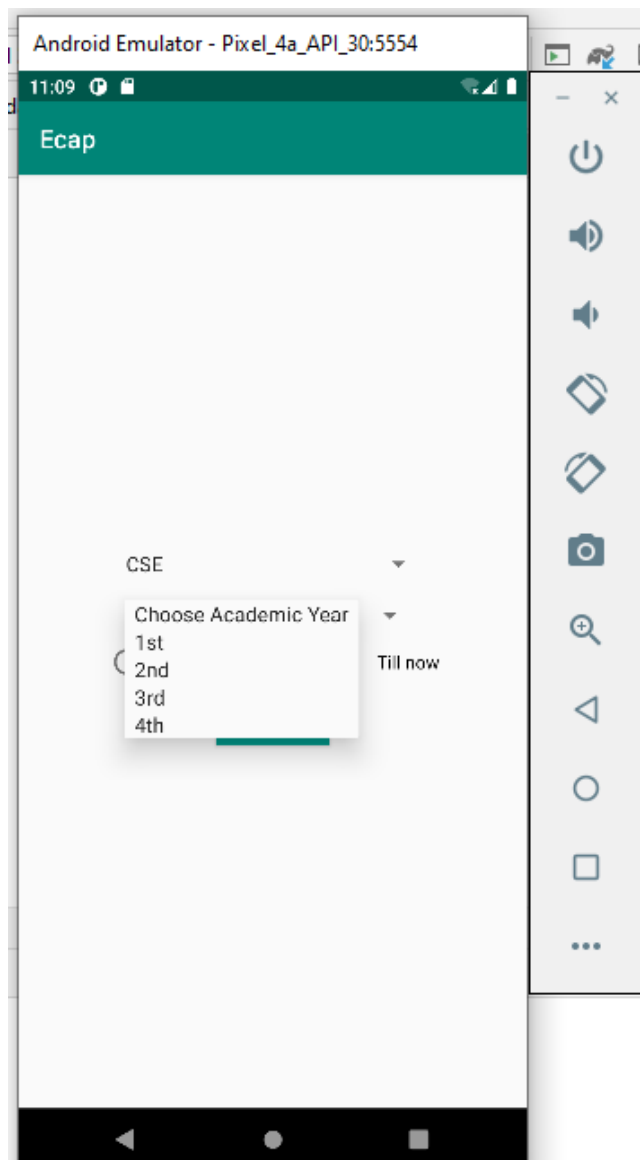 Android Emulator - Pixel_4a_API_30:5554
11:09
Ecap
CSE
Choose Academic Year
1st
2nd
Till now
3rd
4th